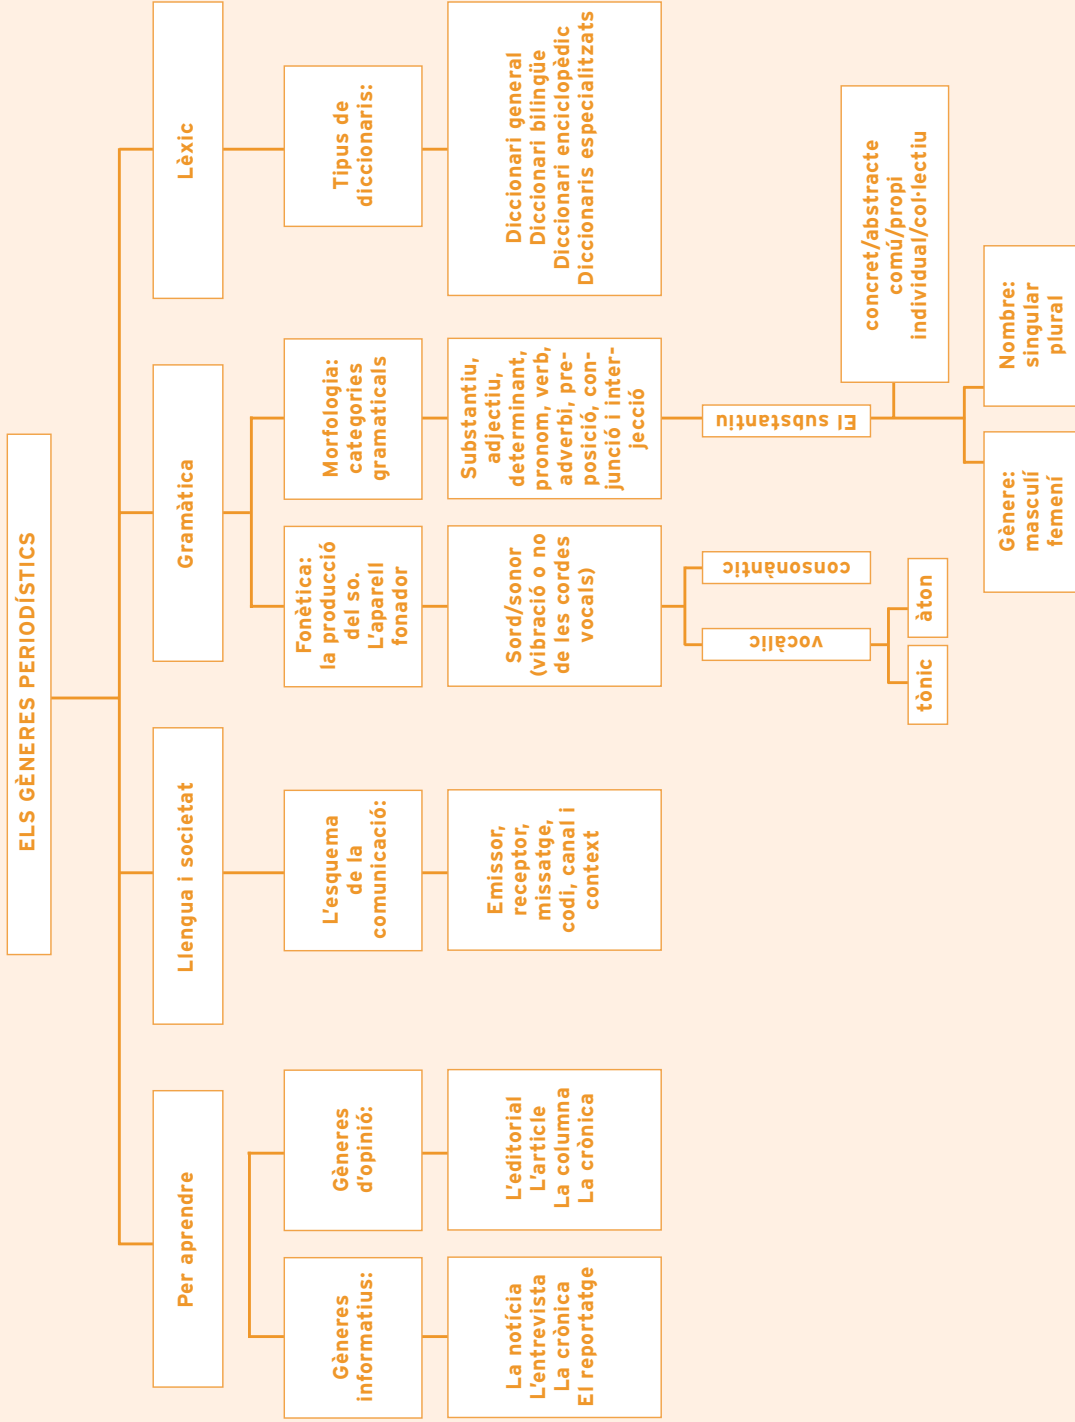 ELS GÈNERES PERIODÍSTICS
Per aprendre
Gèneres
informatius:
La notícia
L'entrevista
La crònica
El reportatge
Gèneres
d'opinió:
L'editorial
L'article
La columna
La crònica
Llengua i societat
L'esquema
de la
comunicació:
Emissor,
receptor,
missatge,
codi, canal i
context
Gramàtica
Fonètica:
la producció
del so.
L'aparell
fonador
Sord/sonor
(vibració o no
de les cordes
vocals)
vocàlic
tònic
àton
consonàntic
Morfologia:
categories
gramaticals
Substantiu,
adjectiu,
determinant,
pronom, verb,
adverbi, pre-
posició, con-
junció i inter-
jecció
El substantiu
concret/abstracte
comú/propi
individual/col·lectiu
Gènere:
masculí
femení
Nombre:
singular
plural
Lèxic
Tipus de
diccionaris:
Diccionari general
Diccionari bilingüe
Diccionari enciclopèdic
Diccionaris especialitzats